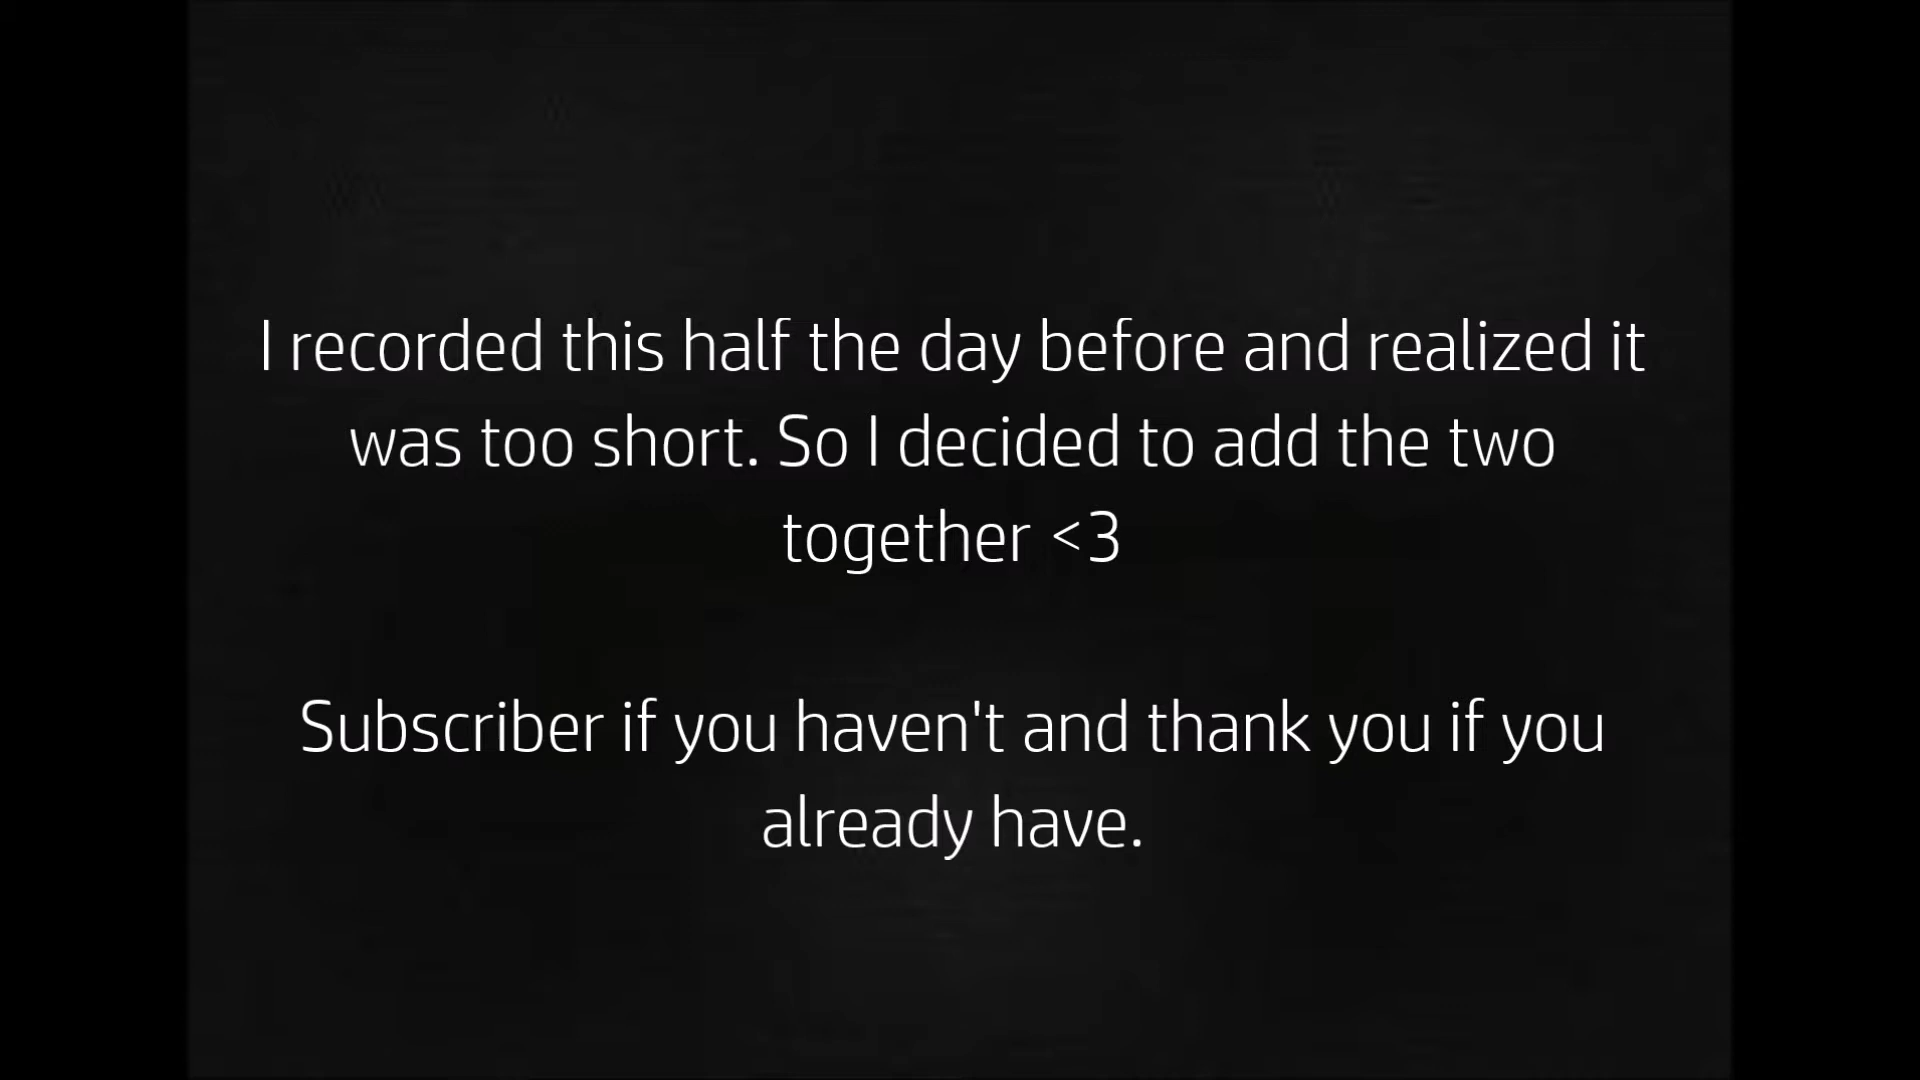 I recorded this half the day before and realized it
was too short. So I decided to add the two
together <3
Subscriber if you haven't and thank you if you
already have.